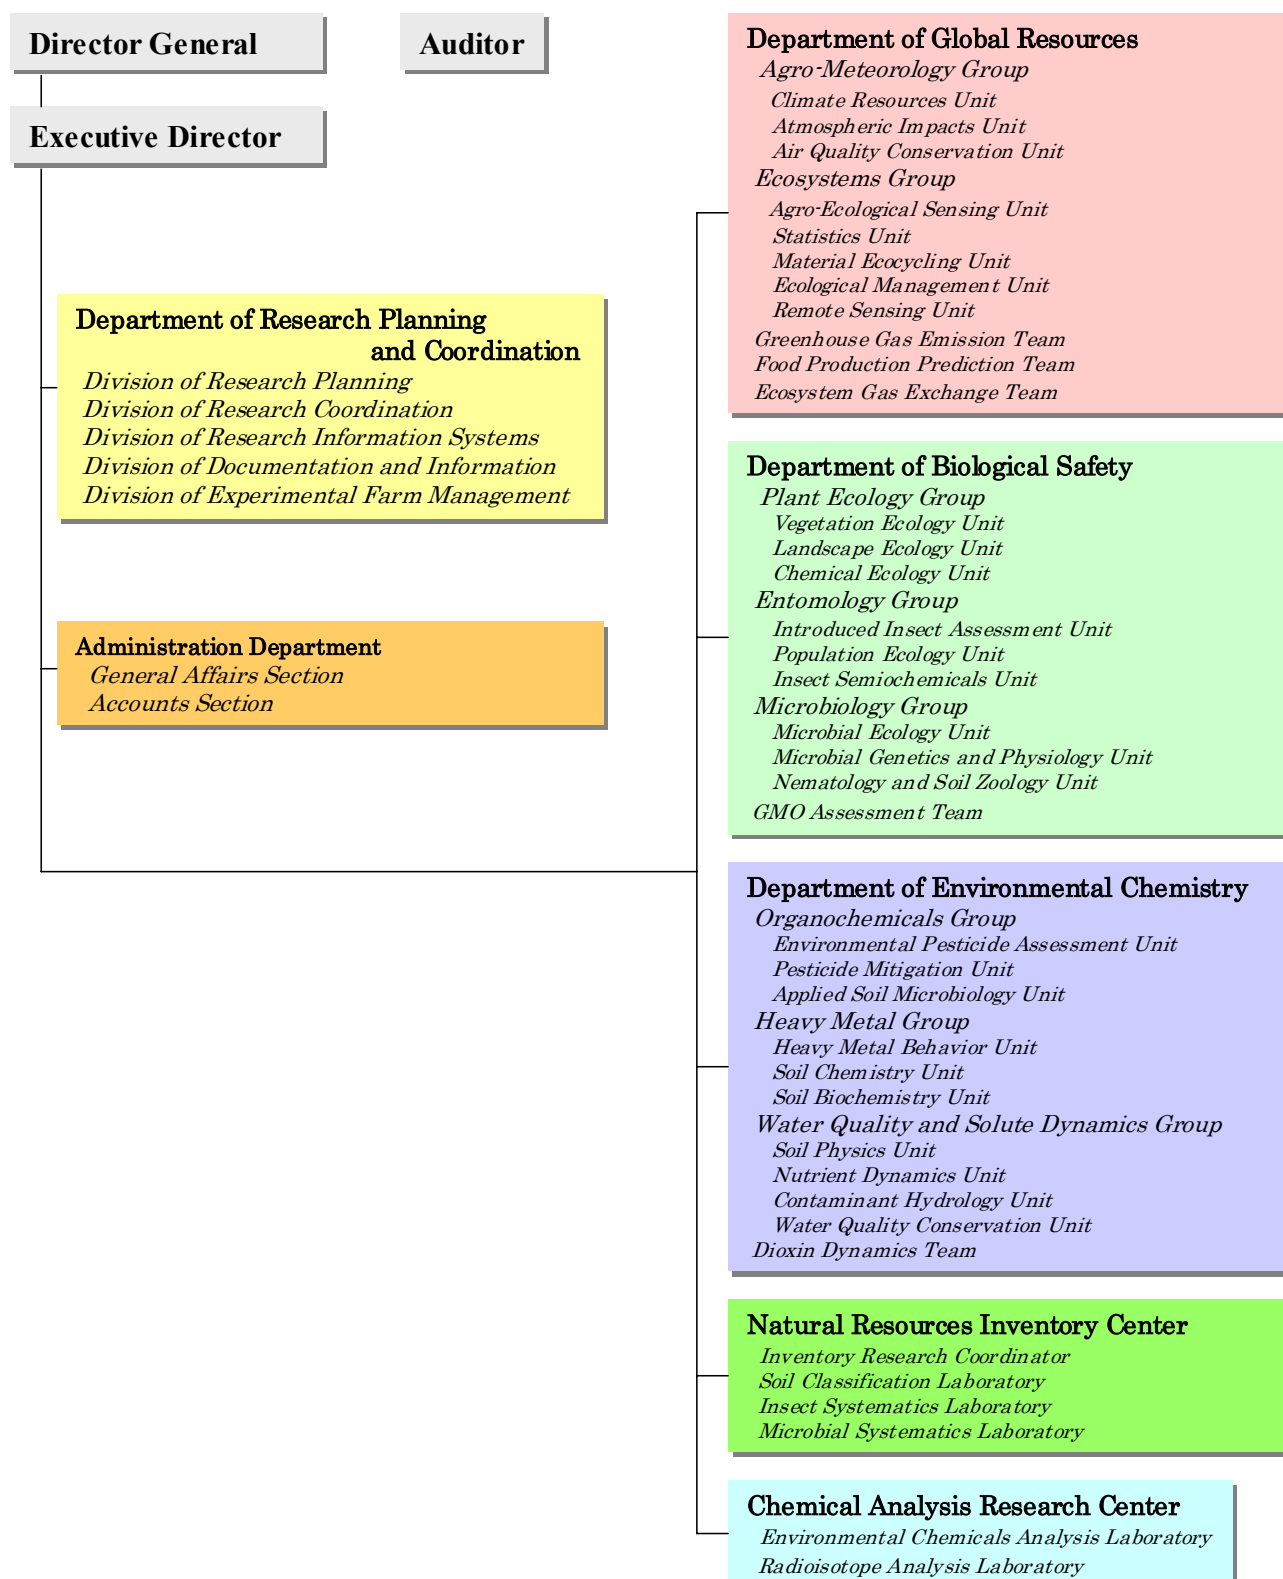 Director General
Auditor
Executive Director
Department of Research Planning
and Coordination
Division of Research Planning
Division of Research Coordination
Division of Research Information Systems
Division of Documentation and Information
Division of Experimental Farm Management
Administration Department
General Affairs Section
Accounts Section
Department of Global Resources
Agro-Meteorology Group
Climate Resources Unit
Atmospheric Impacts Unit
Air Quality Conservation Unit
Ecosystems Group
Agro-Ecological Sensing Unit
Statistics Unit
Material Ecocycling Unit
Ecological Management Unit
Remote Sensing Unit
Greenhouse Gas Emission Team
Food Production Prediction Team
Ecosystem Gas Exchange Team
Department of Biological Safety
Plant Ecology Group
Vegetation Ecology Unit
Landscape Ecology Unit
Chemical Ecology Unit
Entomology Group
Introduced Insect Assessment Unit
Population Ecology Unit
Insect Semiochemicals Unit
Microbiology Group
Microbial Ecology Unit
Microbial Genetics and Physiology Unit
Nematology and Soil Zoology Unit
GMO Assessment Team
Department of Environmental Chemistry
Organochemicals Group
Environmental Pesticide Assessment Unit
Pesticide Mitigation Unit
Applied Soil Microbiology Unit
Heavy Metal Group
Heavy Metal Behavior Unit
Soil Chemistry Unit
Soil Biochemistry Unit
Water Quality and Solute Dynamics Group
Soil Physics Unit
Nutrient Dynamics Unit
Contaminant Hydrology Unit
Water Quality Conservation Unit
Dioxin Dynamics Team
Natural Resources Inventory Center
Inventory Research Coordinator
Soil Classification Laboratory
Insect Systematics Laboratory
Microbial Systematics Laboratory
Chemical Analysis Research Center
Environmental Chemicals Analysis Laboratory
Radioisotope Analysis Laboratory